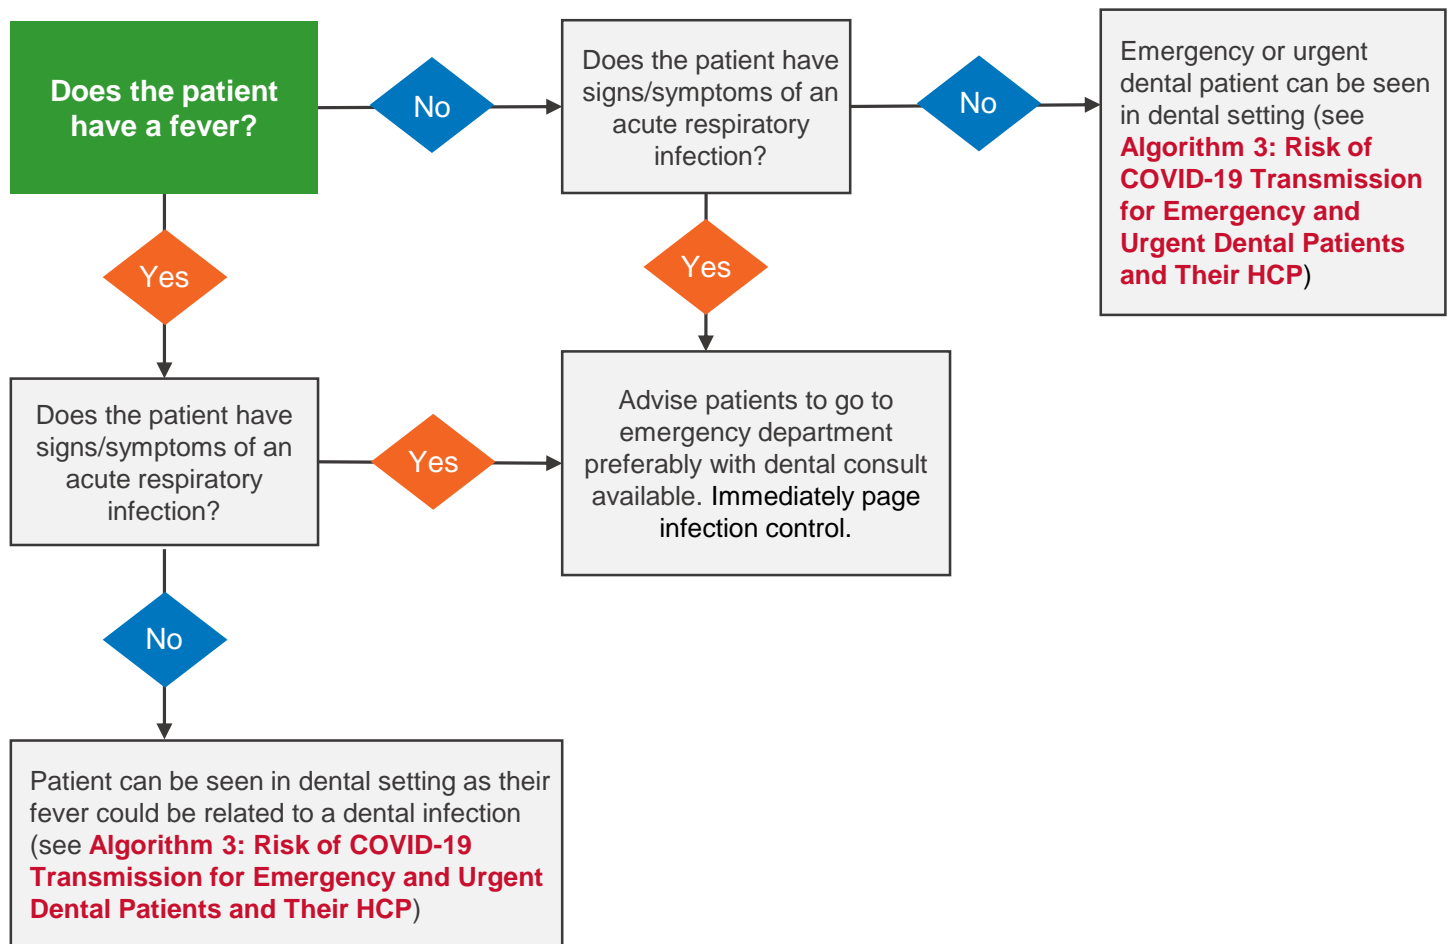 Does the patient
have a fever?
No
Does the patient have
signs/symptoms of an
acute respiratory
infection?
No
Emergency or urgent
dental patient can be seen
in dental setting (see
Algorithm 3: Risk of
COVID-19 Transmission
for Emergency and
Urgent Dental Patients
and Their HCP)
Yes
Yes
Does the patient have
signs/symptoms of an
acute respiratory
infection?
Yes
Advise patients to go to
emergency department
preferably with dental consult
available. Immediately page
infection control.
No
Patient can be seen in dental setting as their
fever could be related to a dental infection
(see Algorithm 3: Risk of COVID-19
Transmission for Emergency and Urgent
Dental Patients and Their HCP)